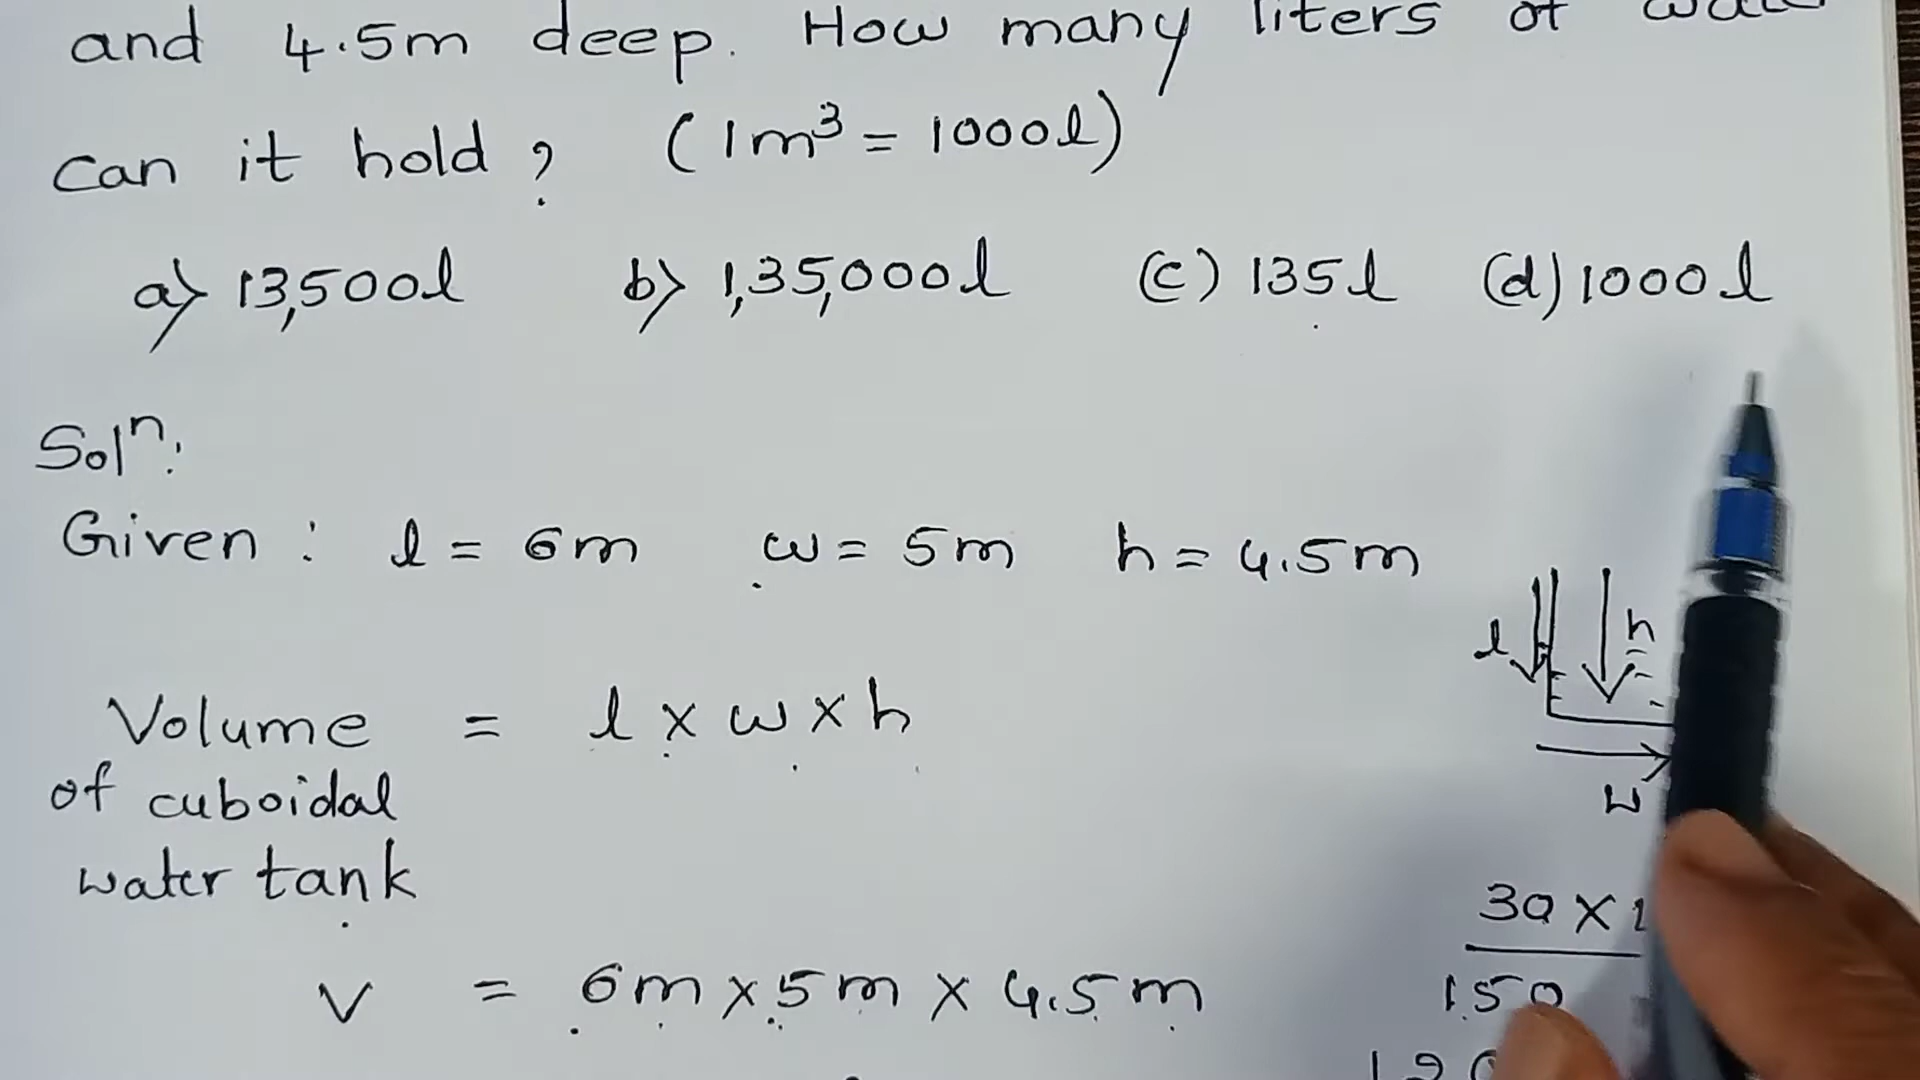 and 4.5m deep. How many liters of water
can it hold? (1m³ = 1000l)
a) 13,500l b) 1,35,000l (c) 135l (d) 1000l
Solⁿ:
Given : l = 6m w = 5m h = 4.5m
l h
w
Volume = l × w × h
of cuboidal
water tank
30 ×
150
V = 6m × 5m × 4.5m